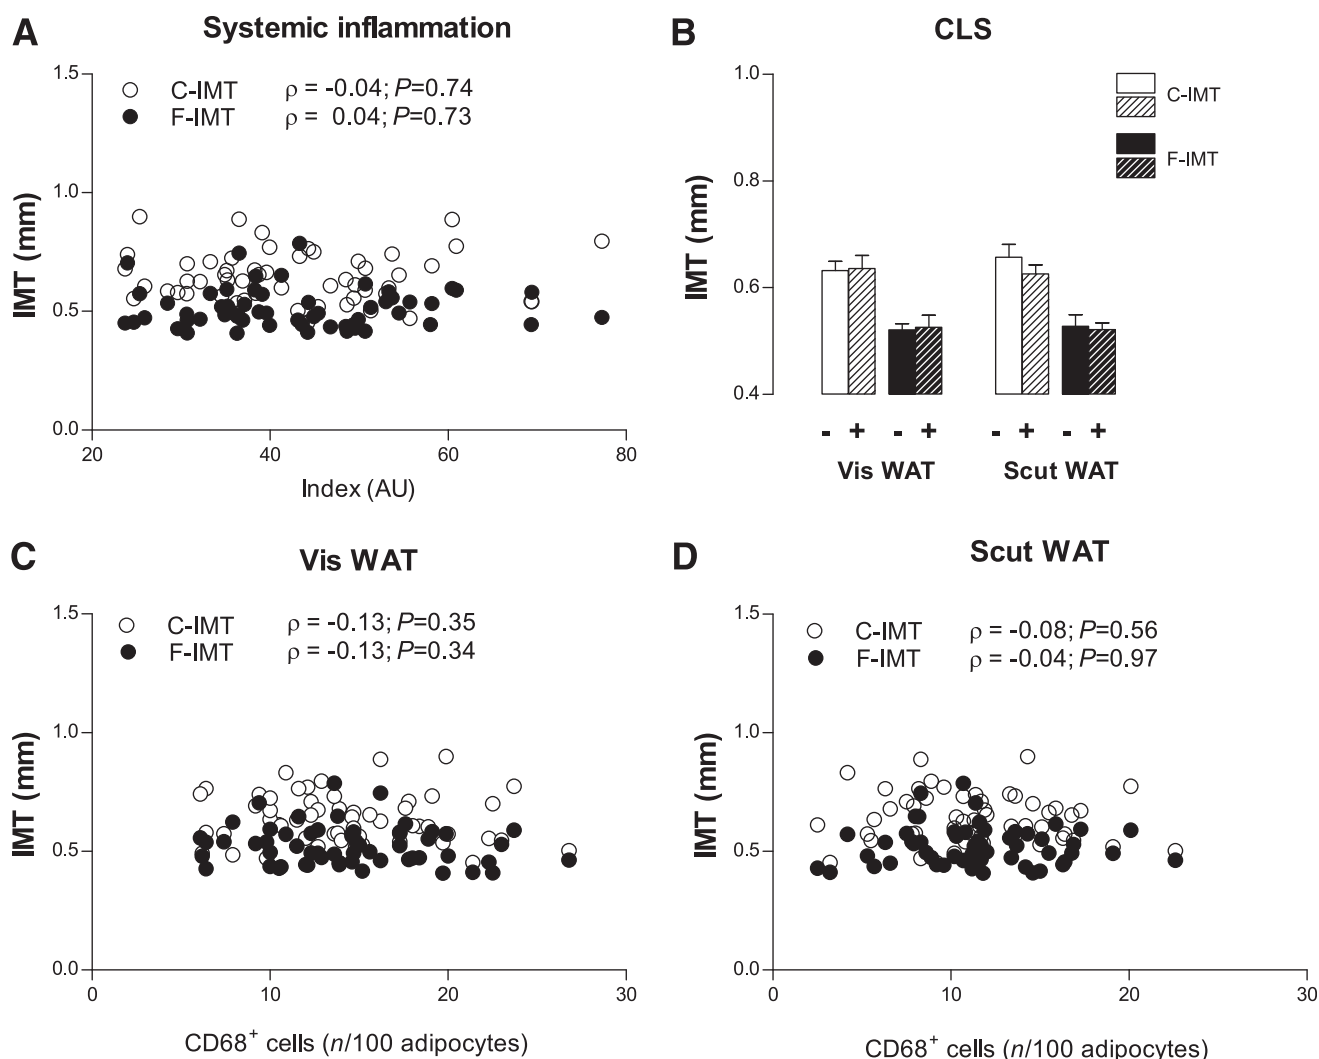 A
Systemic inflammation
1.5
C-IMT ρ = -0.04; P=0.74
F-IMT ρ = 0.04; P=0.73
1.0
IMT (mm)
0.5
0.0
20 40 60 80
Index (AU)
B
CLS
1.0
C-IMT
F-IMT
0.8
IMT (mm)
0.6
0.4
- + - + - + - +
Vis WAT Scut WAT
C
Vis WAT
1.5
C-IMT ρ = -0.13; P=0.35
F-IMT ρ = -0.13; P=0.34
1.0
IMT (mm)
0.5
0.0
0 10 20 30
CD68⁺ cells (n/100 adipocytes)
D
Scut WAT
1.5
C-IMT ρ = -0.08; P=0.56
F-IMT ρ = -0.04; P=0.97
1.0
IMT (mm)
0.5
0.0
0 10 20 30
CD68⁺ cells (n/100 adipocytes)